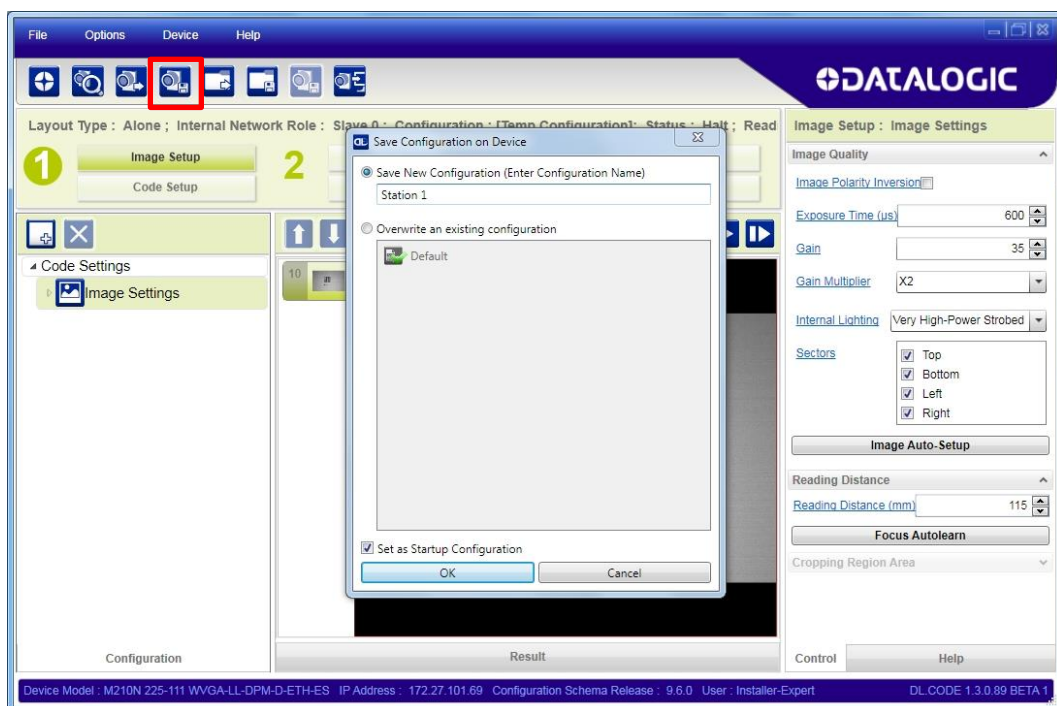 File Options Device Help
DATALOGIC
Layout Type : Alone ; Internal Network Role : Slave 0 ; Configuration : [Temp Configuration]; Status : Halt ; Read
Image Setup : Image Settings
1
Image Setup
Code Setup
2
Save Configuration on Device
Save New Configuration (Enter Configuration Name)
Station 1
Overwrite an existing configuration
Default
Set as Startup Configuration
OK Cancel
Code Settings
Image Settings
10
Image Quality
Image Polarity Inversion
Exposure Time (µs) 600
Gain 35
Gain Multiplier X2
Internal Lighting Very High-Power Strobed
Sectors
Top
Bottom
Left
Right
Image Auto-Setup
Reading Distance
Reading Distance (mm) 115
Focus Autolearn
Cropping Region Area
Configuration Result Control Help
Device Model : M210N 225-111 WVGA-LL-DPM-D-ETH-ES IP Address : 172.27.101.69 Configuration Schema Release : 9.6.0 User : Installer-Expert DL.CODE 1.3.0.89 BETA 1